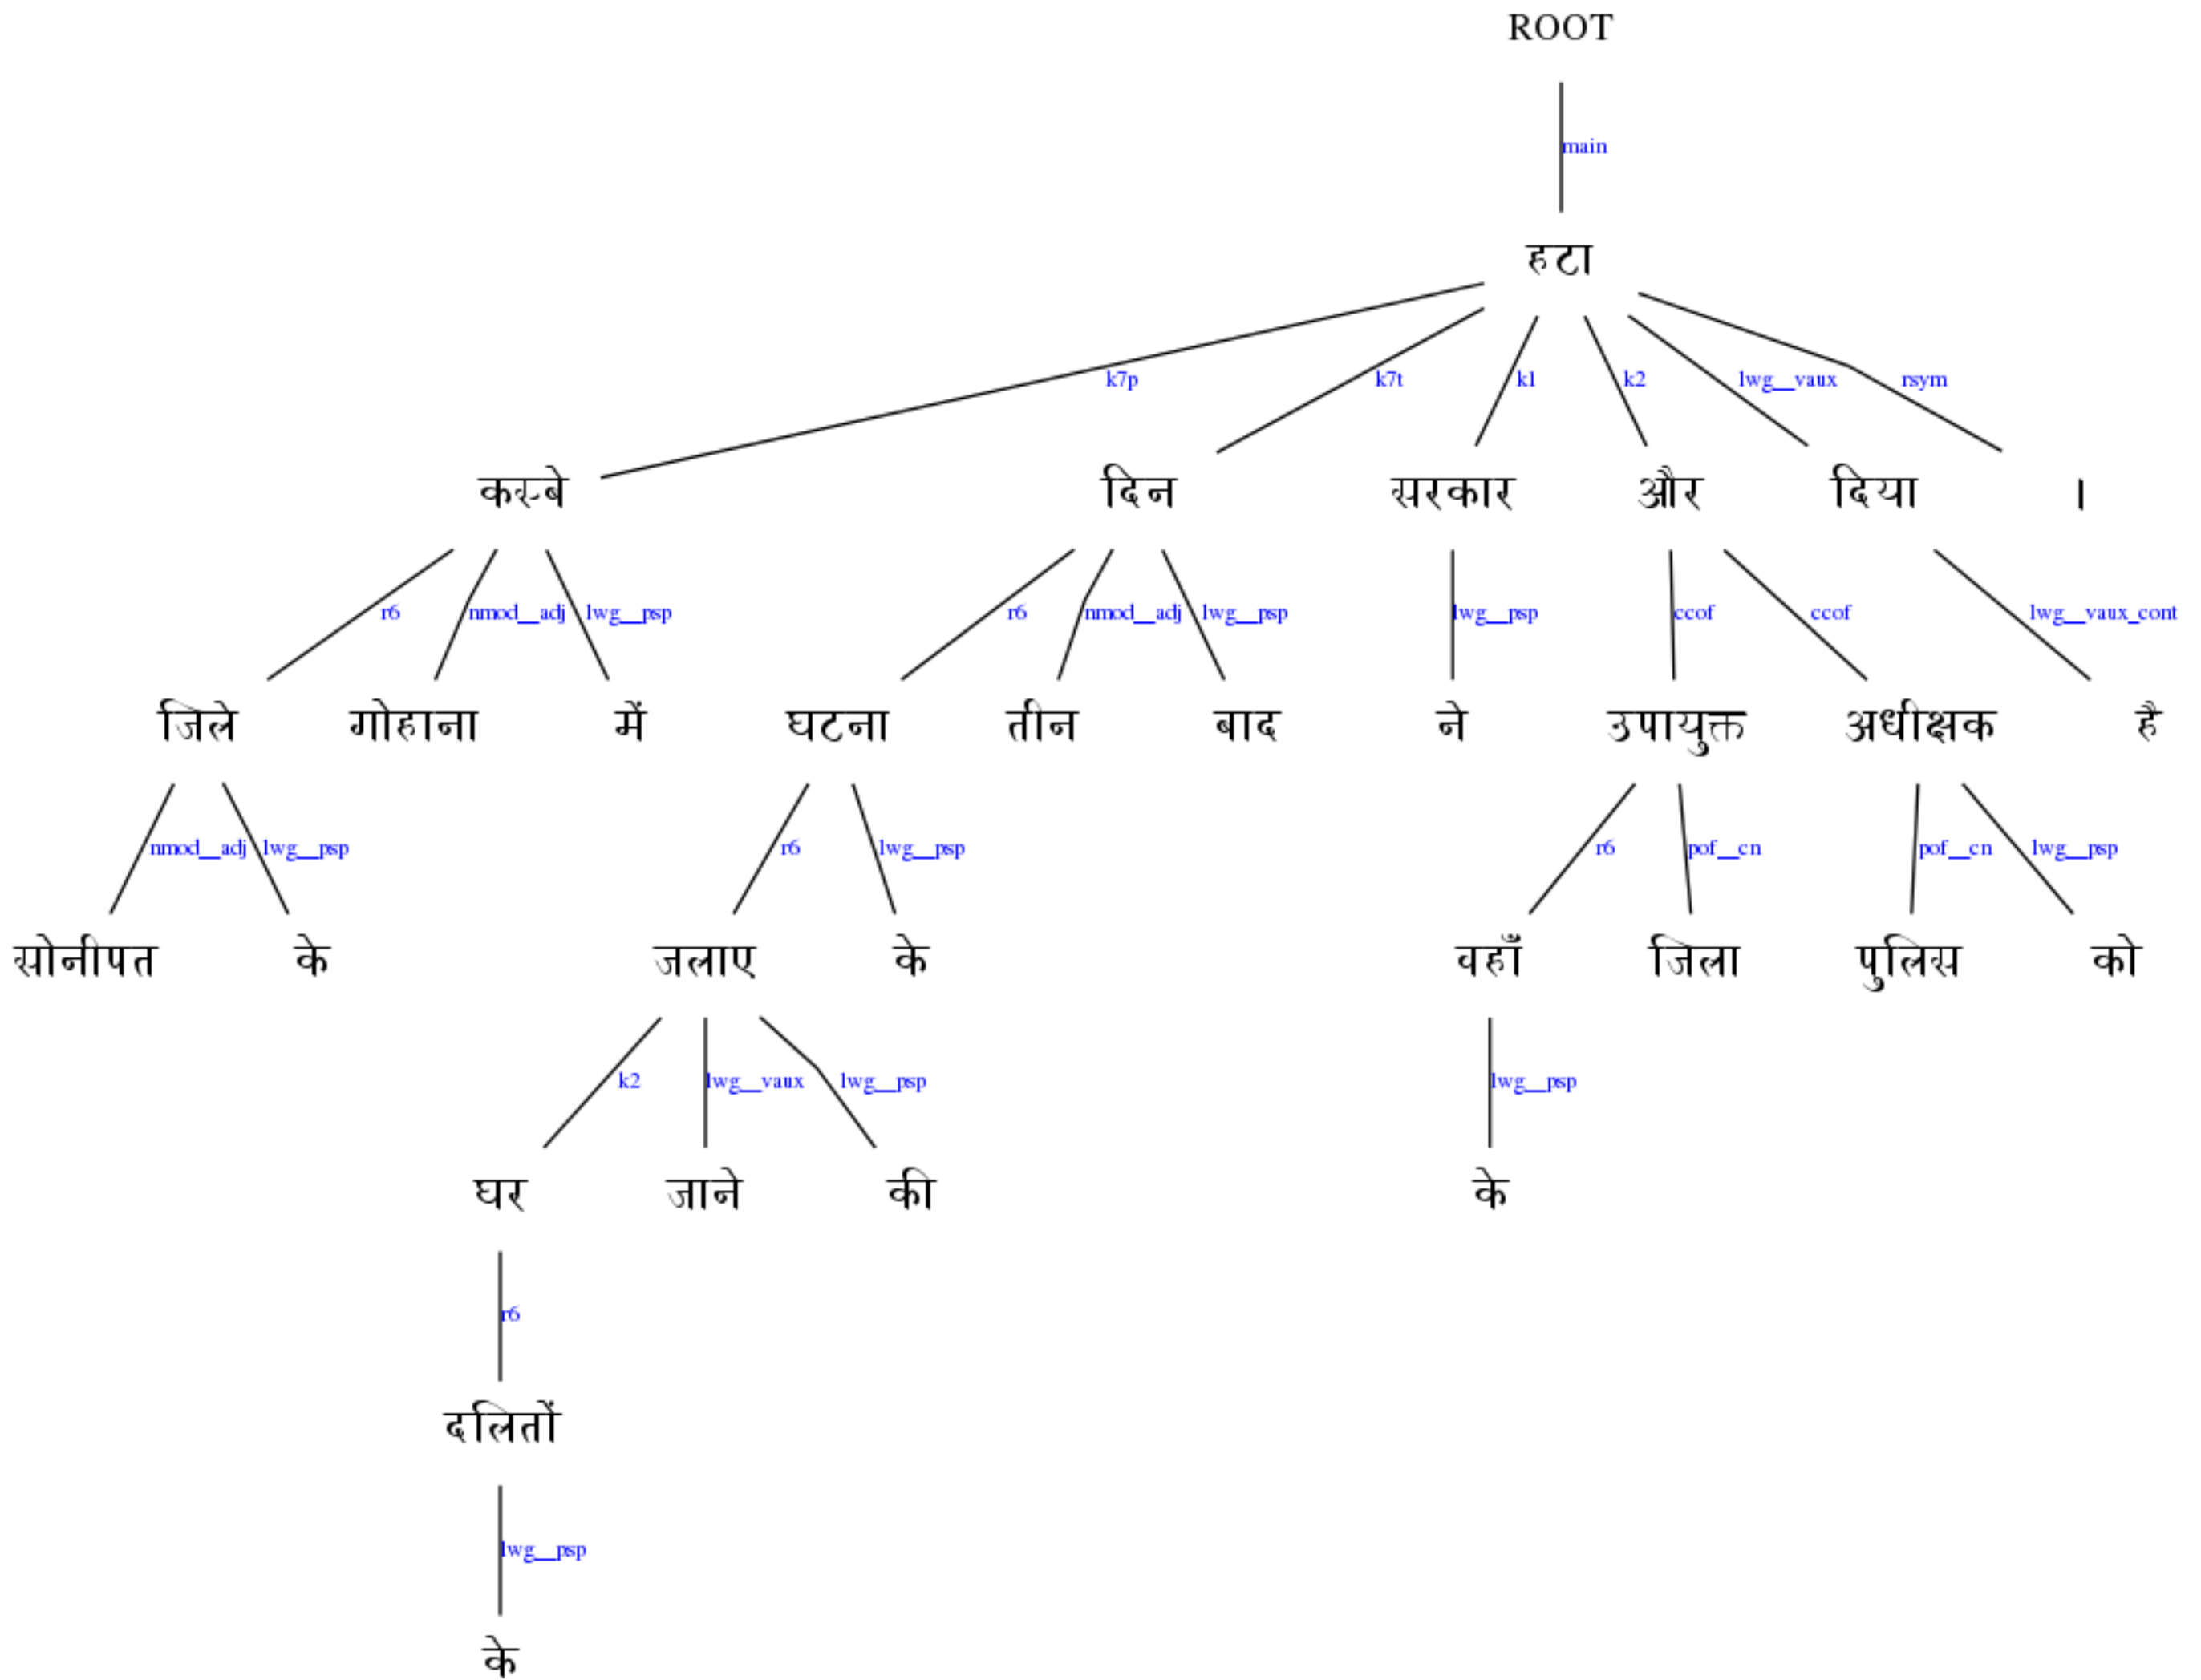 ROOT
main
हटा
k7p k7t k1 k2 lwg__vaux rsym
कस्बे दिन सरकार और दिया ।
r6 nmod__adj lwg__psp r6 nmod__adj lwg__psp lwg__psp ccof ccof lwg__vaux_cont
जिले गोहाना में घटना तीन बाद ने उपायुक्त अधीक्षक है
nmod__adj lwg__psp r6 lwg__psp r6 pof__cn pof__cn lwg__psp
सोनीपत के जलाए के वहाँ जिला पुलिस को
k2 lwg__vaux lwg__psp lwg__psp
घर जाने की के
r6
दलितों
lwg__psp
के